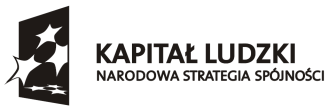 KAPITAŁ LUDZKI
NARODOWA STRATEGIA SPÓJNOŚCI